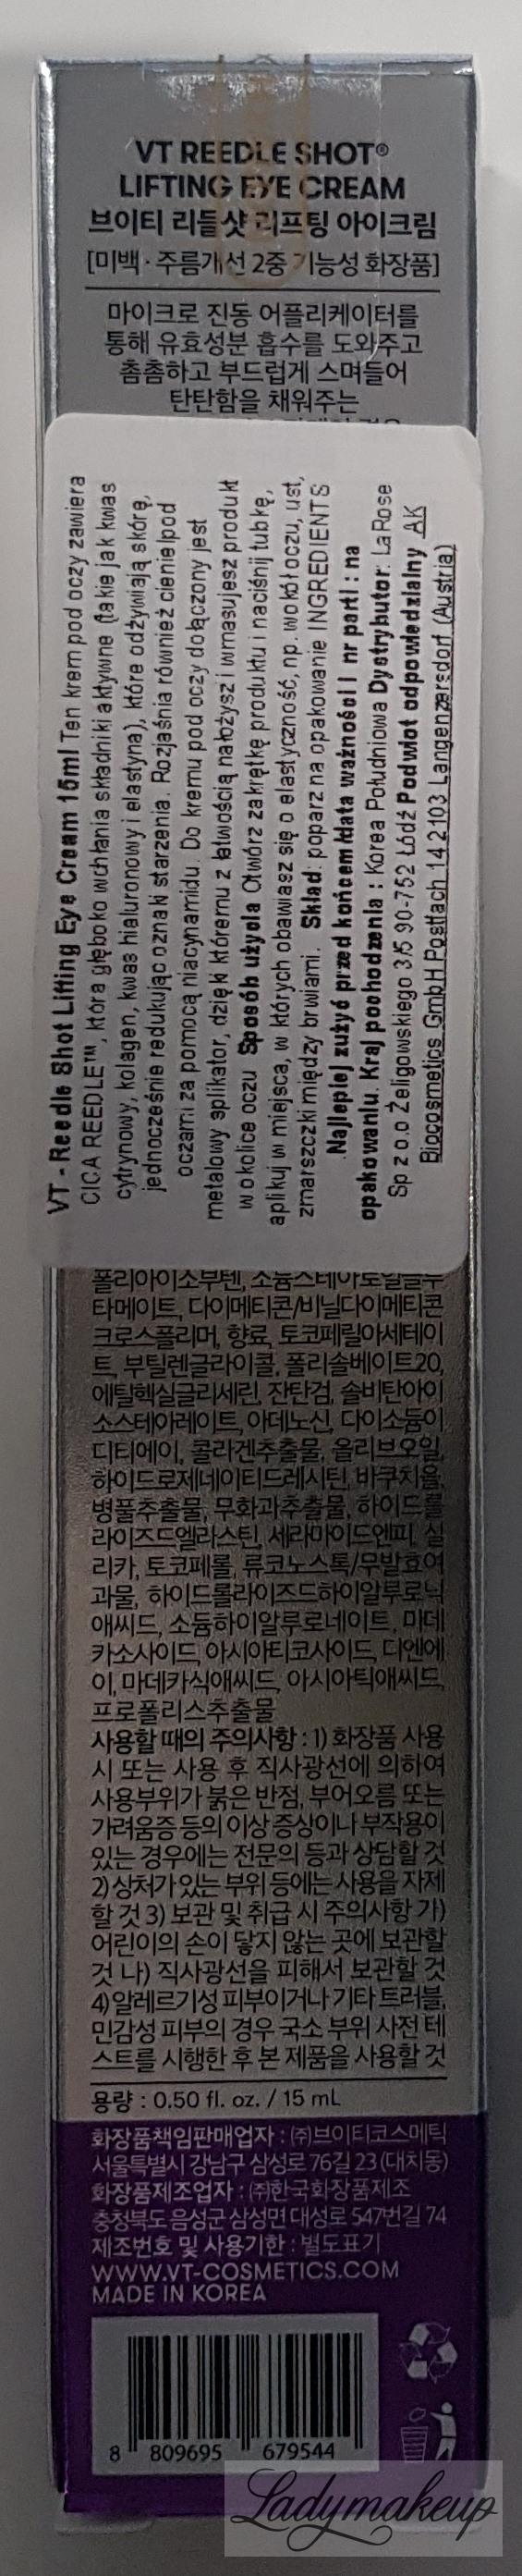 VT REEDLE SHOT®
LIFTING EYE CREAM
브이티 리들샷 리프팅 아이크림
[미백 · 주름개선 2중 기능성 화장품]
마이크로 진동 어플리케이터를
통해 유효성분 흡수를 도와주고
촘촘하고 부드럽게 스며들어
탄탄함을 채워주는
VT - Reedle Shot Lifting Eye Cream 15ml Ten krem pod oczy zawiera
CICA REEDLE™, która głęboko wchłania składniki aktywne (takie jak kwas
cytrynowy, kolagen, kwas hialuronowy i elastyna), które odżywiają skórę,
jednocześnie redukując oznaki starzenia. Rozjaśnia również cienie pod
oczami za pomocą niacynamidu. Do kremu pod oczy dołączony jest
metalowy aplikator, dzięki któremu z łatwością nałożysz i wmasujesz produkt
w okolice oczu Sposób użycia Otwórz zakrętkę produktu i naciśnij tubkę,
aplikuj w miejsca, w których obawiasz się o elastyczność, np. wokół oczu, ust,
zmarszczki między brwiami. Skład: poparz na opakowanie INGREDIENTS
Najlepiej zużyć przed końcem /data ważności I nr parti : na
opakowaniu. Kraj pochodzenia : Korea Południowa Dystrybutor: La Rose
Sp z o.o Żeligowskiego 3/5 90-752 Łódź Podmiot odpowiedzialny AK
Biocosmetics GmbH Postfach 14 2103 Langenzersdorf (Austria)
폴리아이소부텐, 소듐스테아로일글루
타메이트, 다이메티콘/비닐다이메티콘
크로스폴리머, 향료, 토코페릴아세테이
트, 부틸렌글라이콜, 폴리솔베이트20,
에틸헥실글리세린, 잔탄검, 솔비탄아이
소스테아레이트, 아데노신, 다이소듐이
디티에이, 콜라겐추출물, 올리브오일,
하이드로제네이티드레시틴, 바쿠치올,
병풀추출물, 무화과추출물, 하이드롤
라이즈드엘라스틴, 세라마이드엔피, 실
리카, 토코페롤, 류코노스톡/무발효여
과물, 하이드롤라이즈드하이알루로닉
애씨드, 소듐하이알루로네이트, 마데
카소사이드, 아시아티코사이드, 디엔에
이, 마데카식애씨드, 아시아틱애씨드,
프로폴리스추출물
사용할 때의 주의사항 : 1) 화장품 사용
시 또는 사용 후 직사광선에 의하여
사용부위가 붉은 반점, 부어오름 또는
가려움증 등의 이상 증상이나 부작용이
있는 경우에는 전문의 등과 상담할 것
2) 상처가 있는 부위 등에는 사용을 자제
할 것 3) 보관 및 취급 시 주의사항 가)
어린이의 손이 닿지 않는 곳에 보관할
것 나) 직사광선을 피해서 보관할 것
4) 알레르기성 피부이거나 기타 트러블,
민감성 피부의 경우 국소 부위 사전 테
스트를 시행한 후 본 제품을 사용할 것
용량 : 0.50 fl. oz. / 15 mL
화장품책임판매업자 : ㈜브이티코스메틱
서울특별시 강남구 삼성로 76길 23 (대치동)
화장품제조업자 : ㈜한국화장품제조
충청북도 음성군 삼성면 대성로 547번길 74
제조번호 및 사용기한 : 별도표기
WWW.VT-COSMETICS.COM
MADE IN KOREA
8 809695 679544
Ladymakeup